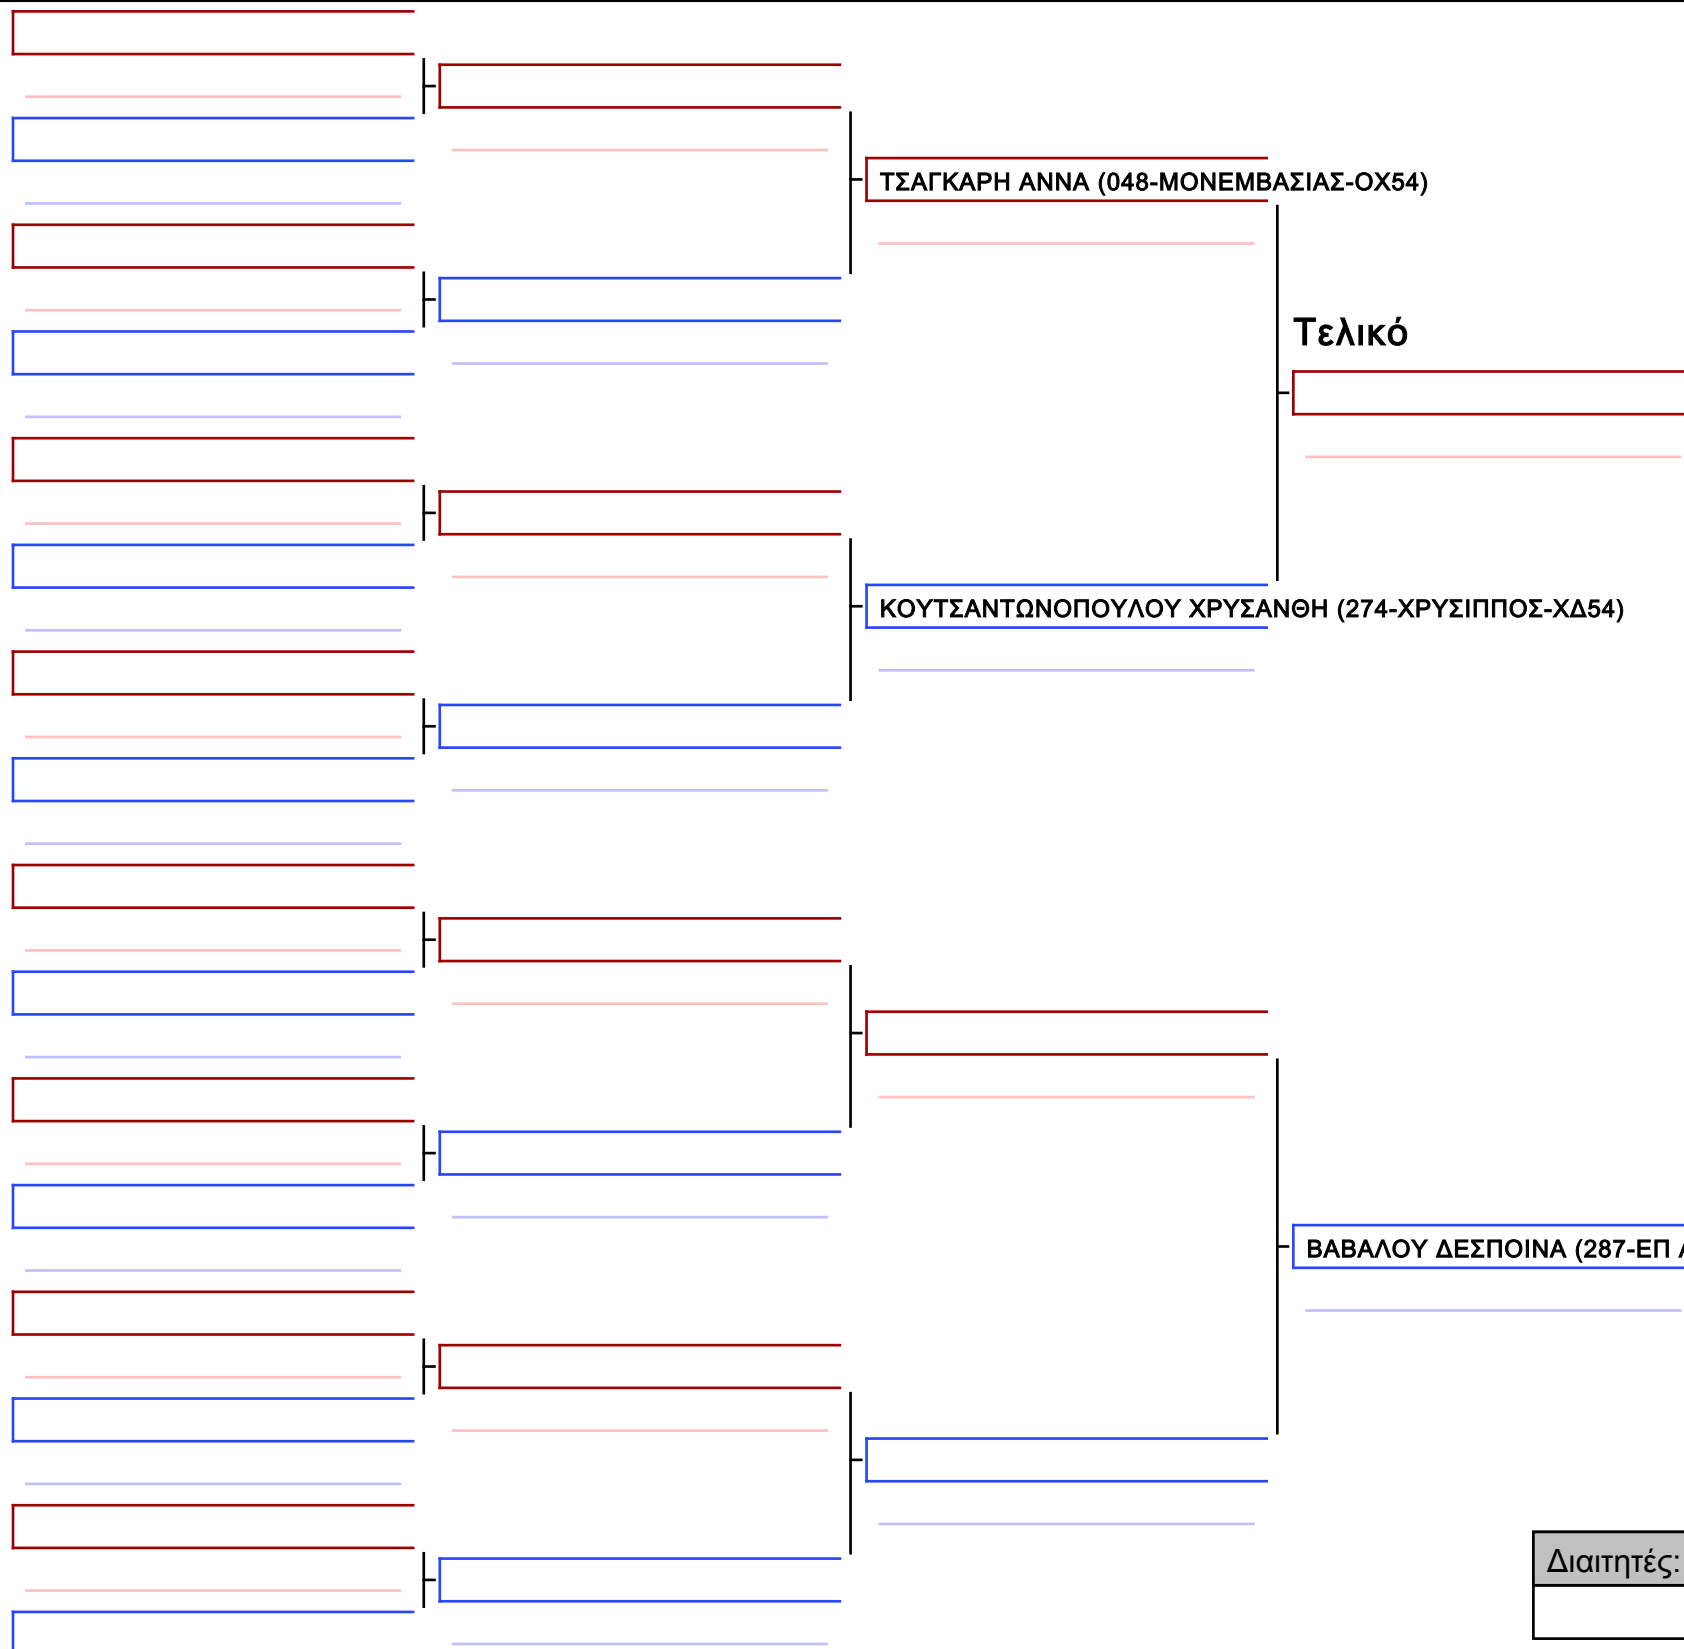 ΤΣΑΓΚΑΡΗ ΑΝΝΑ (048-ΜΟΝΕΜΒΑΣΙΑΣ-ΟΧ54)
Τελικό
ΚΟΥΤΣΑΝΤΩΝΟΠΟΥΛΟΥ ΧΡΥΣΑΝΘΗ (274-ΧΡΥΣΙΠΠΟΣ-ΧΔ54)
ΒΑΒΑΛΟΥ ΔΕΣΠΟΙΝΑ (287-ΕΠ
Διαιτητές: